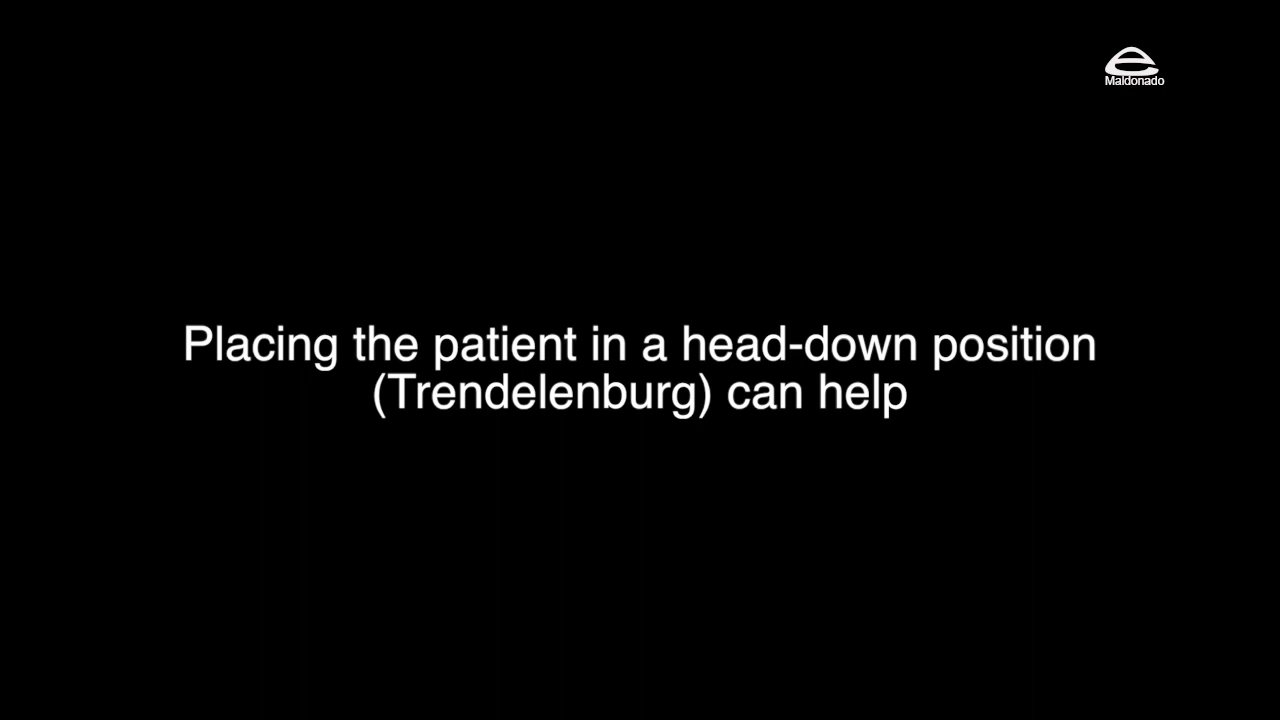 Maldonado
Placing the patient in a head-down position
(Trendelenburg) can help